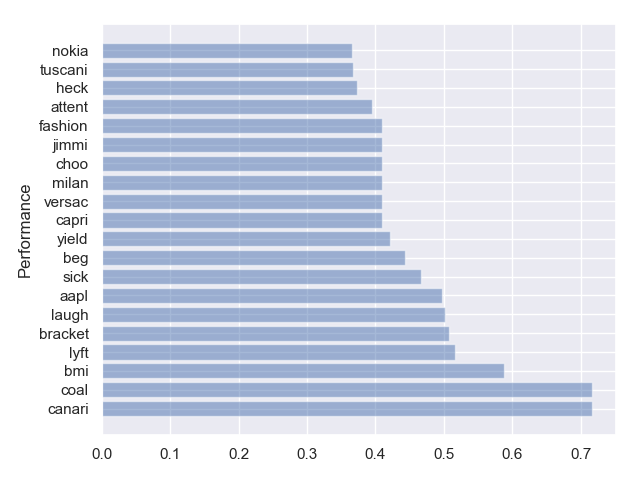 nokia
tuscani
heck
attent
fashion
jimmi
choo
milan
versac
capri
yield
beg
sick
aapl
laugh
bracket
lyft
bmi
coal
canari
Performance
0.0 0.1 0.2 0.3 0.4 0.5 0.6 0.7